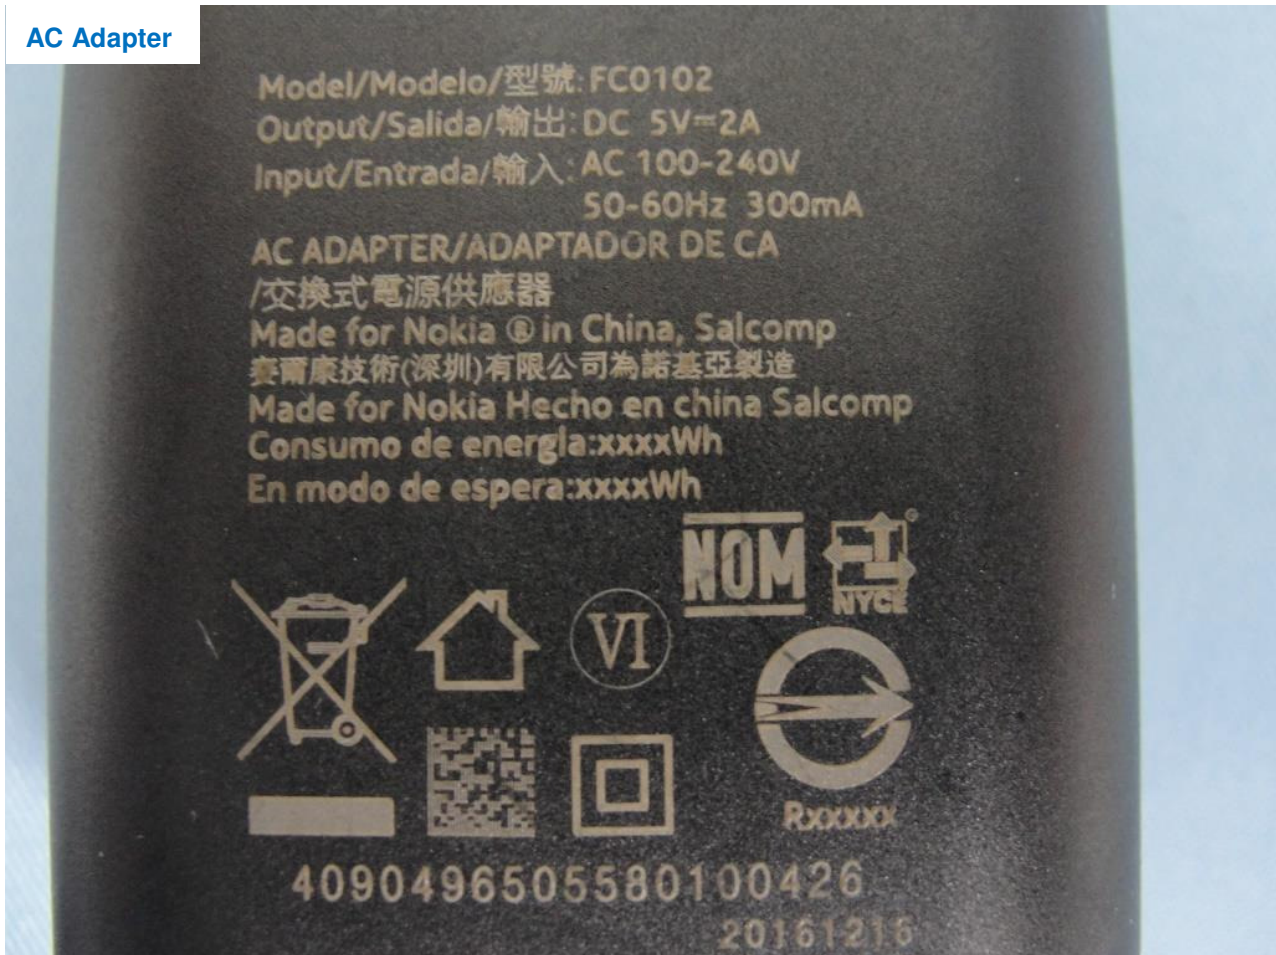 AC Adapter
Model/Modelo/型號: FC0102
Output/Salida/輸出: DC 5V⎓2A
Input/Entrada/輸入: AC 100-240V
50-60Hz 300mA
AC ADAPTER/ADAPTADOR DE CA
/交換式電源供應器
Made for Nokia ® in China, Salcomp
賽爾康技術(深圳)有限公司為諾基亞製造
Made for Nokia Hecho en china Salcomp
Consumo de energla:xxxxWh
En modo de espera:xxxxWh
NOM
NYCE
VI
Rxxxxxx
4090496505580100426
20161216